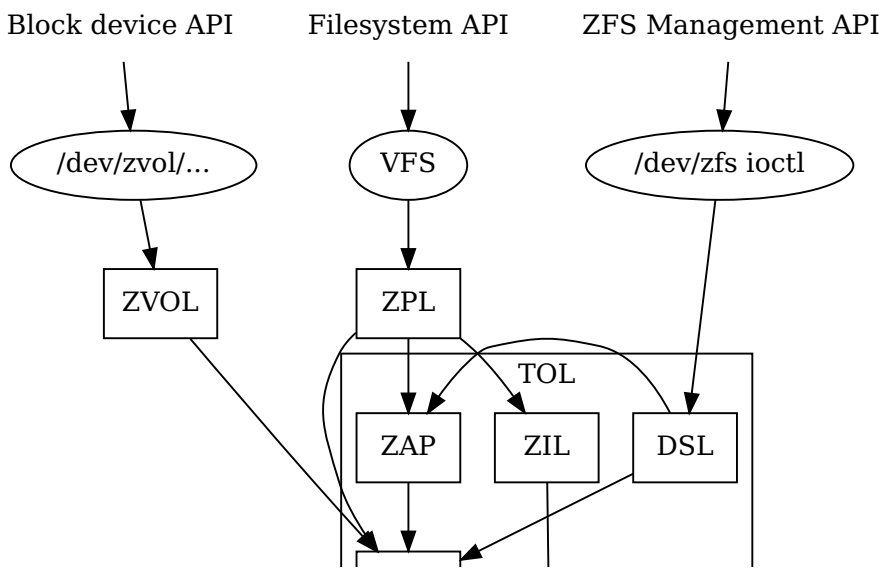 Block device API
Filesystem API
ZFS Management API
/dev/zvol/...
VFS
/dev/zfs ioctl
ZVOL
ZPL
TOL
ZAP
ZIL
DSL